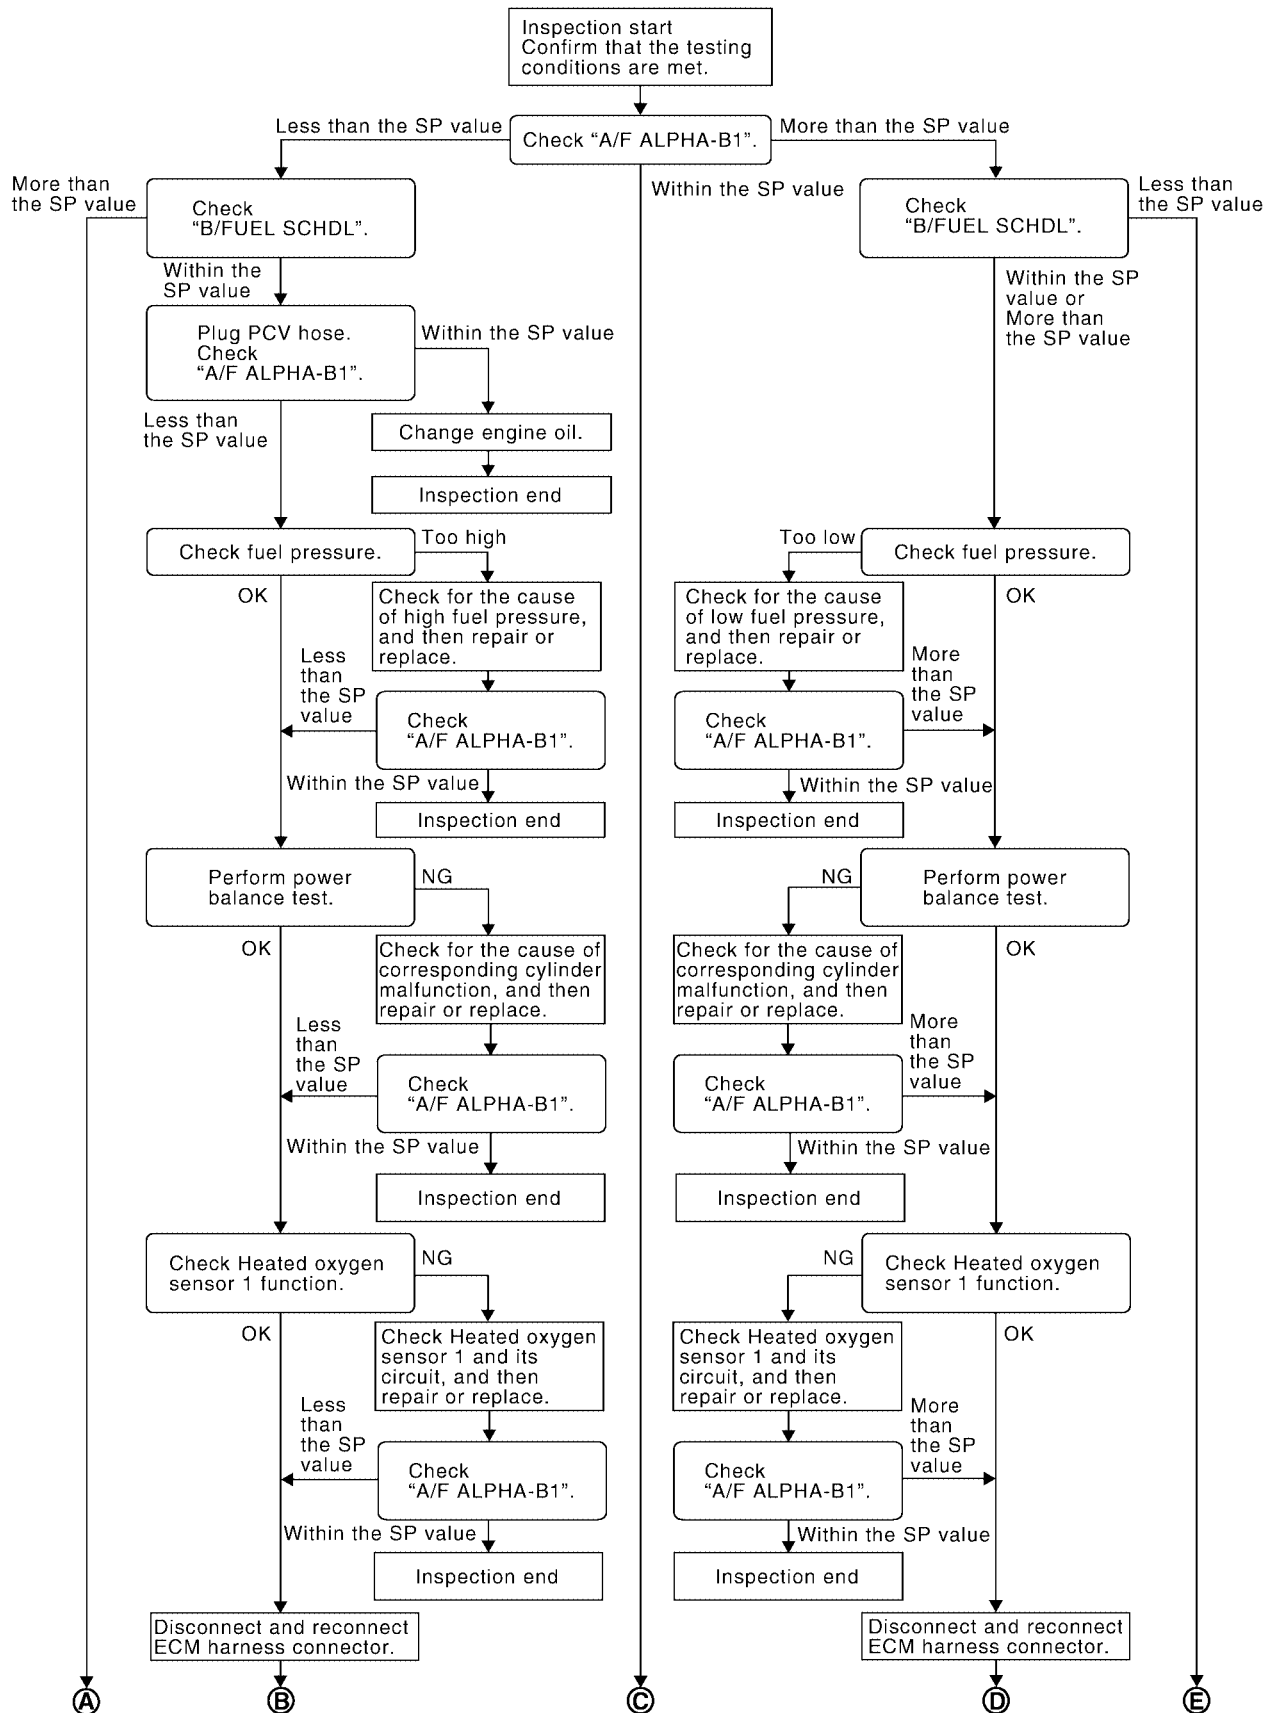 Inspection start
Confirm that the testing
conditions are met.
Less than the SP value
Check “A/F ALPHA-B1”.
More than the SP value
More than
the SP value
Check
“B/FUEL SCHDL”.
Within the SP value
Check
“B/FUEL SCHDL”.
Less than
the SP value
Within the
SP value
Within the SP
value or
More than
the SP value
Plug PCV hose.
Check
“A/F ALPHA-B1”.
Within the SP value
Less than
the SP value
Change engine oil.
Inspection end
Check fuel pressure.
Too high
Too low
Check fuel pressure.
OK
Check for the cause
of high fuel pressure,
and then repair or
replace.
Check for the cause
of low fuel pressure,
and then repair or
replace.
OK
Less
than
the SP
value
Check
“A/F ALPHA-B1”.
Check
“A/F ALPHA-B1”.
More
than
the SP
value
Within the SP value
Within the SP value
Inspection end
Inspection end
Perform power
balance test.
NG
NG
Perform power
balance test.
OK
Check for the cause of
corresponding cylinder
malfunction, and then
repair or replace.
Check for the cause of
corresponding cylinder
malfunction, and then
repair or replace.
OK
Less
than
the SP
value
Check
“A/F ALPHA-B1”.
Check
“A/F ALPHA-B1”.
More
than
the SP
value
Within the SP value
Within the SP value
Inspection end
Inspection end
Check Heated oxygen
sensor 1 function.
NG
NG
Check Heated oxygen
sensor 1 function.
OK
Check Heated oxygen
sensor 1 and its
circuit, and then
repair or replace.
Check Heated oxygen
sensor 1 and its
circuit, and then
repair or replace.
OK
Less
than
the SP
value
Check
“A/F ALPHA-B1”.
Check
“A/F ALPHA-B1”.
More
than
the SP
value
Within the SP value
Within the SP value
Inspection end
Inspection end
Disconnect and reconnect
ECM harness connector.
Disconnect and reconnect
ECM harness connector.
A
B
C
D
E